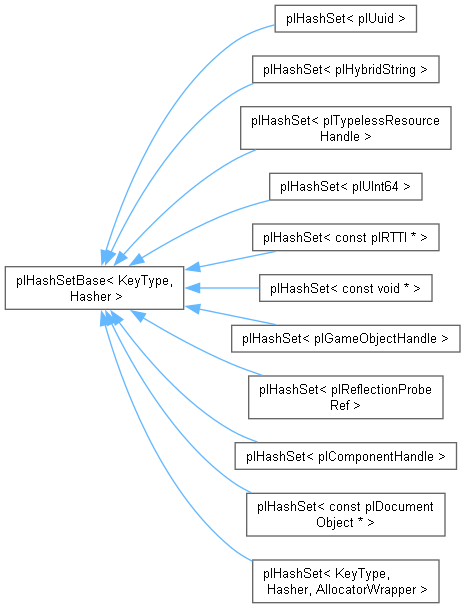 plHashSet< plUuid >
plHashSet< plHybridString >
plHashSet< plTypelessResource
Handle >
plHashSet< plUInt64 >
plHashSet< const plRTTI * >
plHashSetBase< KeyType,
Hasher >
plHashSet< const void * >
plHashSet< plGameObjectHandle >
plHashSet< plReflectionProbe
Ref >
plHashSet< plComponentHandle >
plHashSet< const plDocument
Object * >
plHashSet< KeyType,
Hasher, AllocatorWrapper >